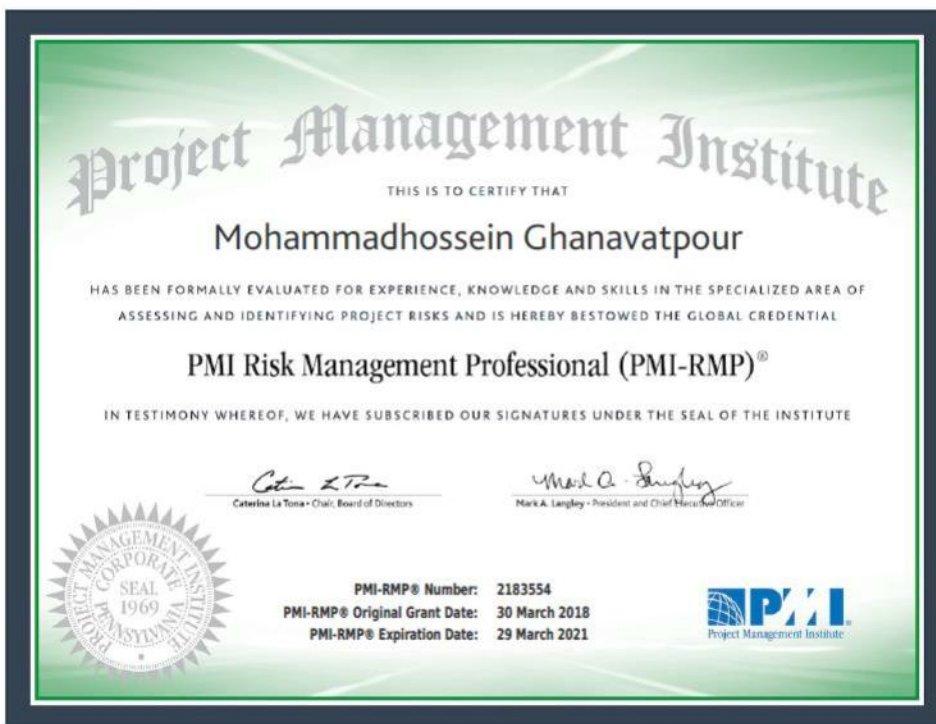 Project Management Institute
THIS IS TO CERTIFY THAT
Mohammadhossein Ghanavatpour
HAS BEEN FORMALLY EVALUATED FOR EXPERIENCE, KNOWLEDGE AND SKILLS IN THE SPECIALIZED AREA OF
ASSESSING AND IDENTIFYING PROJECT RISKS AND IS HEREBY BESTOWED THE GLOBAL CREDENTIAL
PMI Risk Management Professional (PMI-RMP)®
IN TESTIMONY WHEREOF, WE HAVE SUBSCRIBED OUR SIGNATURES UNDER THE SEAL OF THE INSTITUTE
Caterina La Tona • Chair, Board of Directors
Mark A. Langley • President and Chief Executive Officer
PROJECT MANAGEMENT INSTITUTE
CORPORATE
SEAL
1969
PENNSYLVANIA
PMI-RMP® Number: 2183554
PMI-RMP® Original Grant Date: 30 March 2018
PMI-RMP® Expiration Date: 29 March 2021
PMI®
Project Management Institute